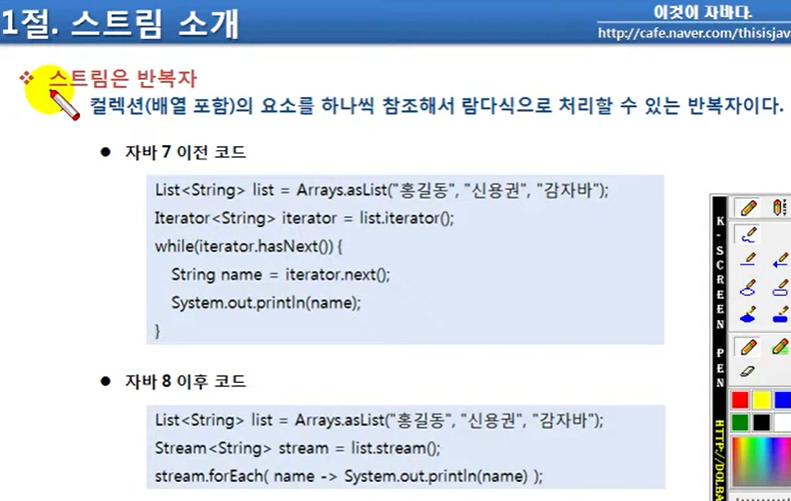 1절. 스트림 소개
이것이 자바다.
http://cafe.naver.com/thisisjav
스트림은 반복자
컬렉션(배열 포함)의 요소를 하나씩 참조해서 람다식으로 처리할 수 있는 반복자이다.
자바 7 이전 코드
List<String> list = Arrays.asList("홍길동", "신용권", "감자바");
Iterator<String> iterator = list.iterator();
while(iterator.hasNext()) {
String name = iterator.next();
System.out.println(name);
}
자바 8 이후 코드
List<String> list = Arrays.asList("홍길동", "신용권", "감자바");
Stream<String> stream = list.stream();
stream.forEach( name -> System.out.println(name) );
K-SCREEN PEN
HTTP://DOLBA